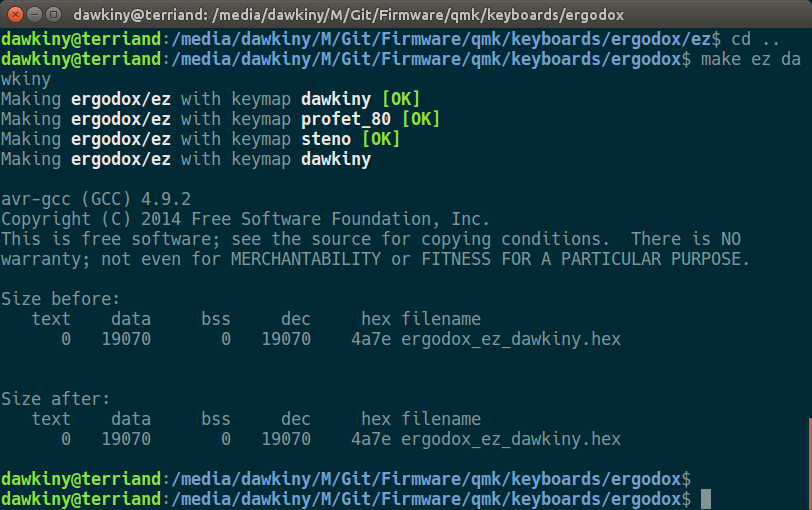 dawkiny@terriand: /media/dawkiny/M/Git/Firmware/qmk/keyboards/ergodox
dawkiny@terriand:/media/dawkiny/M/Git/Firmware/qmk/keyboards/ergodox/ez$ cd ..
dawkiny@terriand:/media/dawkiny/M/Git/Firmware/qmk/keyboards/ergodox$ make ez da
wkiny
Making ergodox/ez with keymap dawkiny [OK]
Making ergodox/ez with keymap profet_80 [OK]
Making ergodox/ez with keymap steno [OK]
Making ergodox/ez with keymap dawkiny
avr-gcc (GCC) 4.9.2
Copyright (C) 2014 Free Software Foundation, Inc.
This is free software; see the source for copying conditions.  There is NO
warranty; not even for MERCHANTABILITY or FITNESS FOR A PARTICULAR PURPOSE.
Size before:
   text    data     bss     dec     hex filename
      0   19070       0   19070    4a7e ergodox_ez_dawkiny.hex
Size after:
   text    data     bss     dec     hex filename
      0   19070       0   19070    4a7e ergodox_ez_dawkiny.hex
dawkiny@terriand:/media/dawkiny/M/Git/Firmware/qmk/keyboards/ergodox$
dawkiny@terriand:/media/dawkiny/M/Git/Firmware/qmk/keyboards/ergodox$